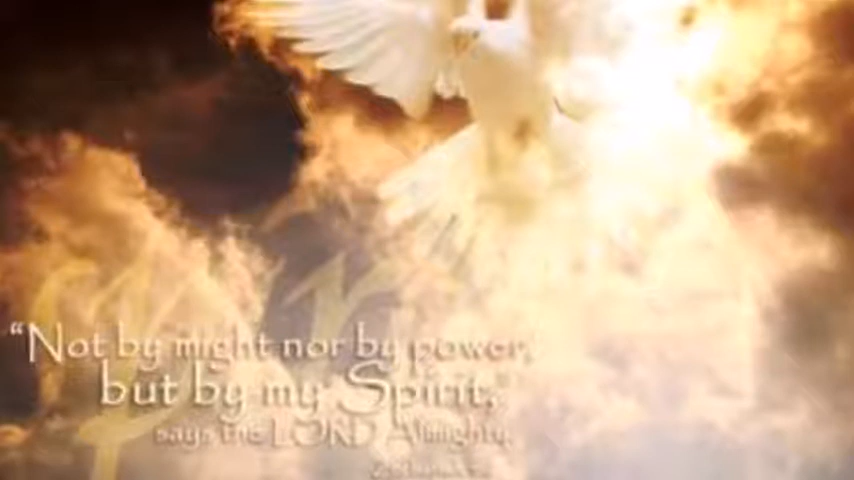 “Not by might nor by power,
but by my Spirit,”
says the LORD Almighty.